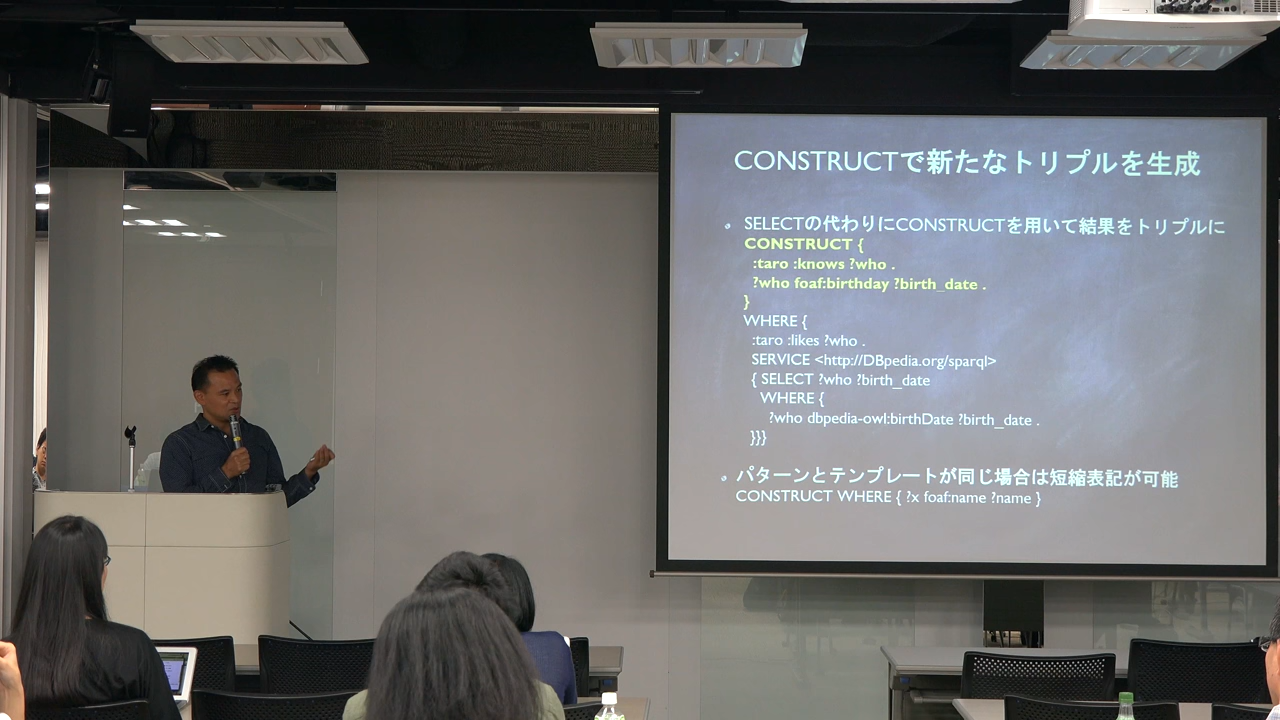 CONSTRUCTで新たなトリプルを生成
SELECTの代わりにCONSTRUCTを用いて結果をトリプルに
CONSTRUCT {
:taro :knows ?who .
?who foaf:birthday ?birth_date .
}
WHERE {
:taro :likes ?who .
SERVICE <http://DBpedia.org/sparql>
{ SELECT ?who ?birth_date
WHERE {
?who dbpedia-owl:birthDate ?birth_date .
}}}
パターンとテンプレートが同じ場合は短縮表記が可能
CONSTRUCT WHERE { ?x foaf:name ?name }